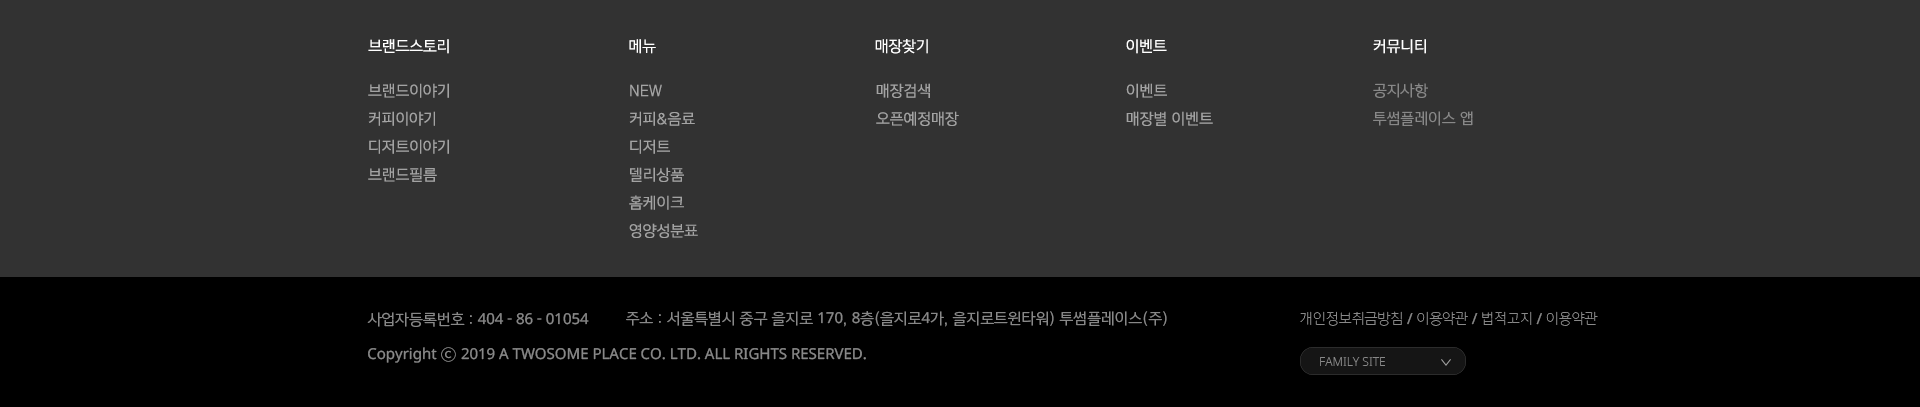 브랜드스토리
브랜드이야기
커피이야기
디저트이야기
브랜드필름
메뉴
NEW
커피&음료
디저트
델리상품
홈케이크
영양성분표
매장찾기
매장검색
오픈예정매장
이벤트
이벤트
매장별 이벤트
커뮤니티
공지사항
투썸플레이스 앱
사업자등록번호 : 404 - 86 - 01054
주소 : 서울특별시 중구 을지로 170, 8층(을지로4가, 을지로트윈타워) 투썸플레이스(주)
Copyright ⓒ 2019 A TWOSOME PLACE CO. LTD. ALL RIGHTS RESERVED.
개인정보취급방침 / 이용약관 / 법적고지 / 이용약관
FAMILY SITE